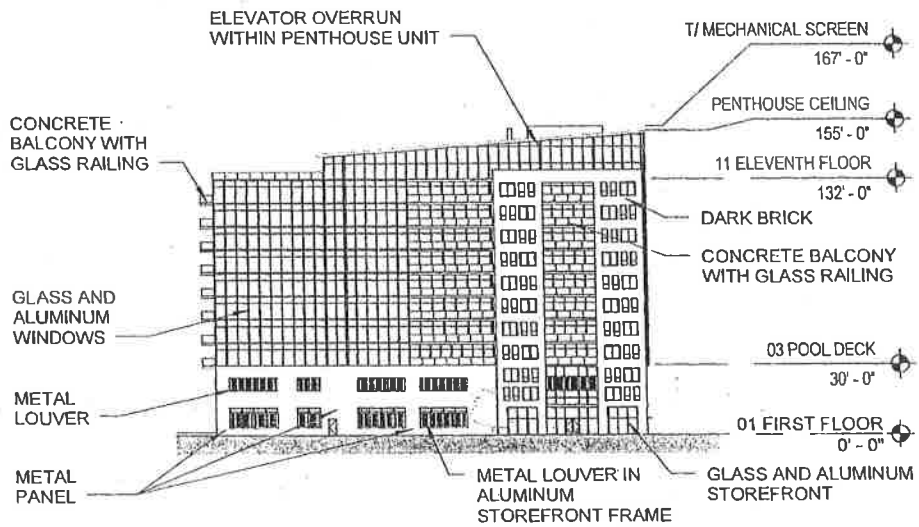 ELEVATOR OVERRUN
WITHIN PENTHOUSE UNIT
T/ MECHANICAL SCREEN
167' - 0"
CONCRETE
BALCONY WITH
GLASS RAILING
PENTHOUSE CEILING
155' - 0"
11 ELEVENTH FLOOR
132' - 0"
DARK BRICK
CONCRETE BALCONY
WITH GLASS RAILING
GLASS AND
ALUMINUM
WINDOWS
03 POOL DECK
30' - 0"
METAL
LOUVER
01 FIRST FLOOR
0' - 0"
METAL
PANEL
METAL LOUVER IN
ALUMINUM
STOREFRONT FRAME
GLASS AND ALUMINUM
STOREFRONT